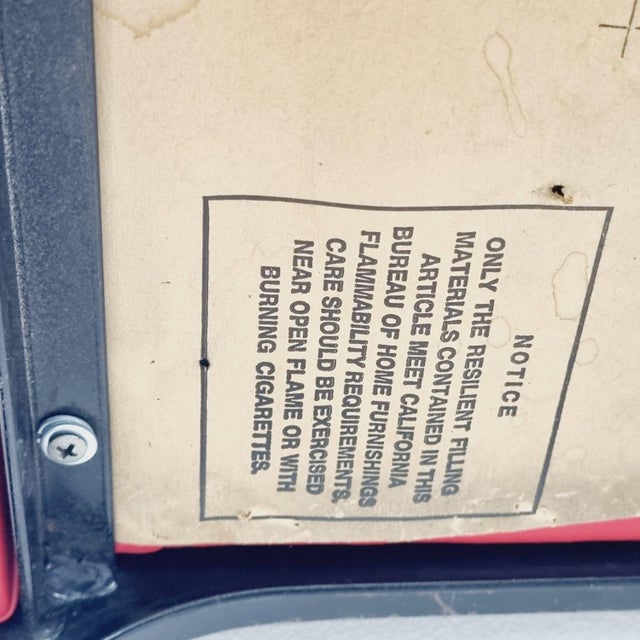 NOTICE
ONLY THE RESILIENT FILLING
MATERIALS CONTAINED IN THIS
ARTICLE MEET CALIFORNIA
BUREAU OF HOME FURNISHINGS
FLAMMABILITY REQUIREMENTS.
CARE SHOULD BE EXERCISED
NEAR OPEN FLAME OR WITH
BURNING CIGARETTES.